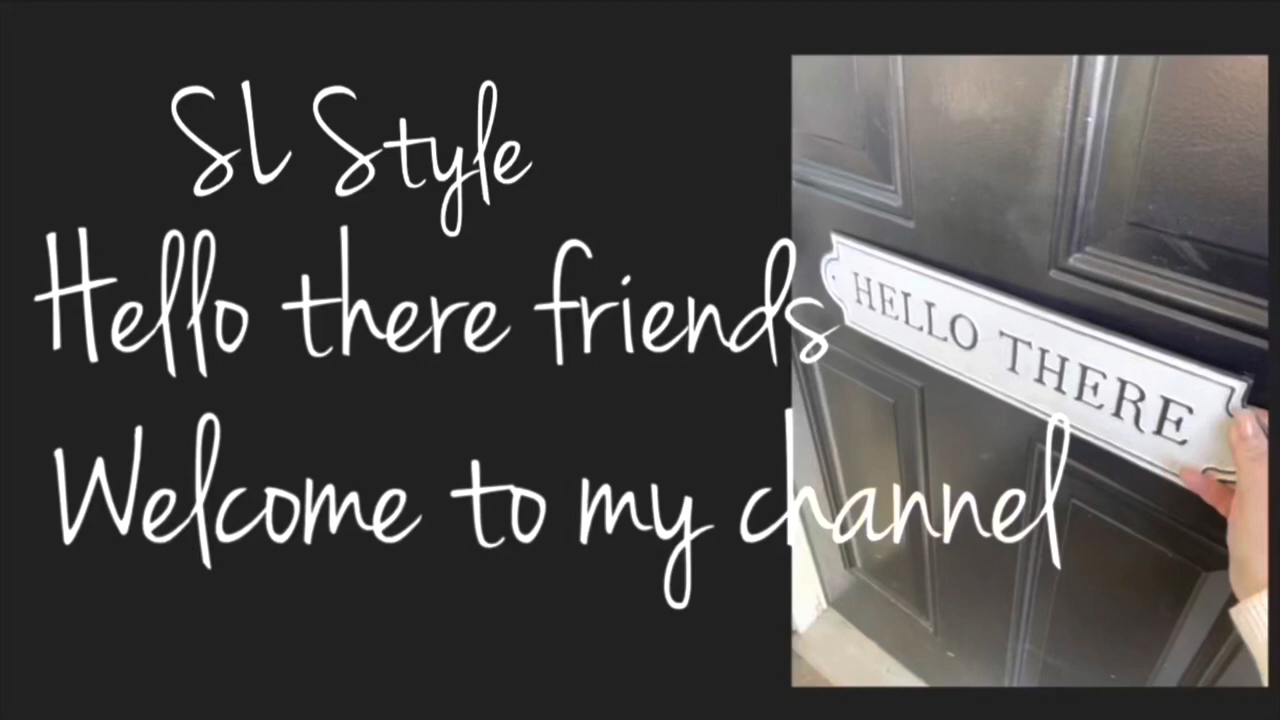 SL Style
Hello there friends
HELLO THERE
Welcome to my channel